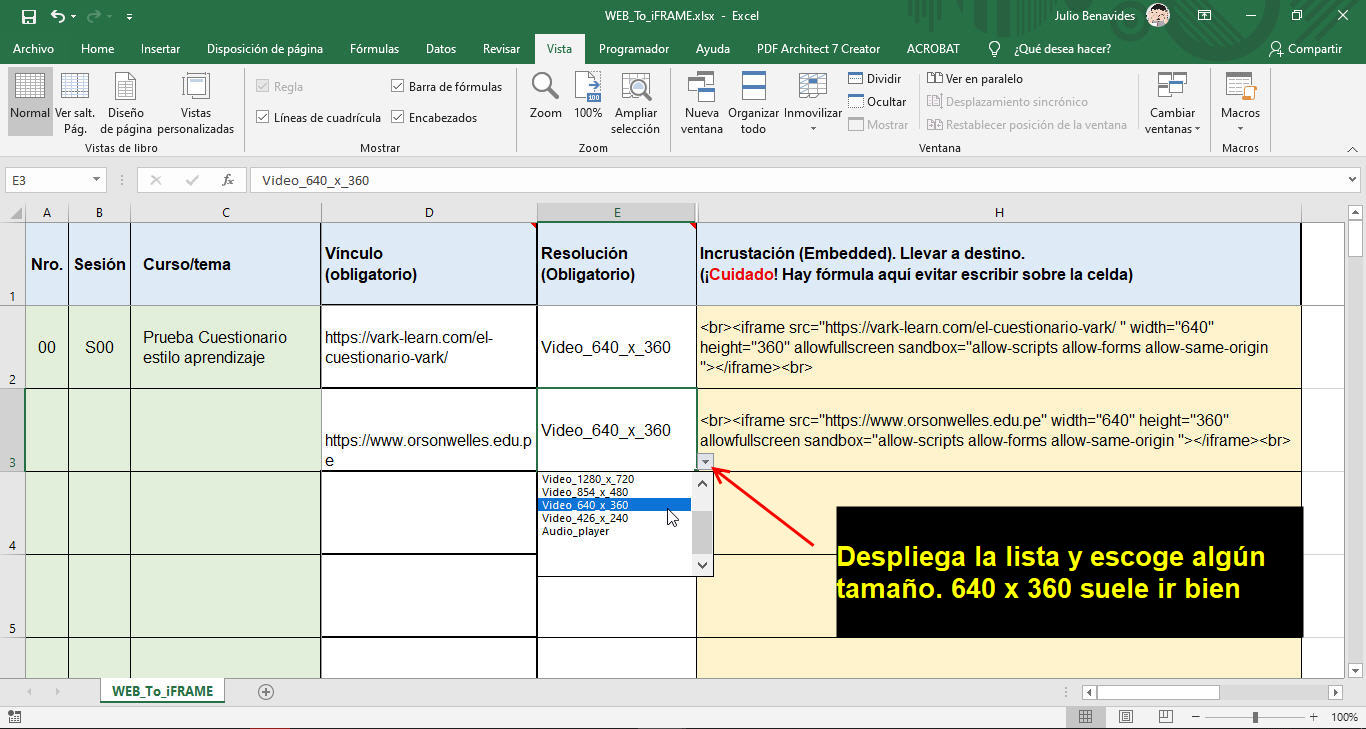 WEB_To_iFRAME.xlsx - Excel
Julio Benavides
Archivo Home Insertar Disposición de página Fórmulas Datos Revisar Vista Programador Ayuda PDF Architect 7 Creator ACROBAT ¿Qué desea hacer? Compartir
Normal
Ver salt.
Pág.
Diseño
de página
Vistas
personalizadas
Vistas de libro
Regla
Barra de fórmulas
Líneas de cuadrícula
Encabezados
Mostrar
Zoom
100
100%
Ampliar
selección
Zoom
Nueva
ventana
Organizar
todo
Inmovilizar
Dividir
Ocultar
Mostrar
Ver en paralelo
Desplazamiento sincrónico
Restablecer posición de la ventana
Cambiar
ventanas
Ventana
Macros
Macros
E3
fx
Video_640_x_360
A B C D E H
1
Nro.
Sesión
Curso/tema
Vínculo
(obligatorio)
Resolución
(Obligatorio)
Incrustación (Embedded). Llevar a destino.
(¡Cuidado! Hay fórmula aquí evitar escribir sobre la celda)
2
00
S00
Prueba Cuestionario
estilo aprendizaje
https://vark-learn.com/el-
cuestionario-vark/
Video_640_x_360
<br><iframe src="https://vark-learn.com/el-cuestionario-vark/ " width="640"
height="360" allowfullscreen sandbox="allow-scripts allow-forms allow-same-origin
"></iframe><br>
3
https://www.orsonwelles.edu.p
e
Video_640_x_360
<br><iframe src="https://www.orsonwelles.edu.pe" width="640" height="360"
allowfullscreen sandbox="allow-scripts allow-forms allow-same-origin "></iframe><br>
Video_1280_x_720
Video_854_x_480
Video_640_x_360
Video_426_x_240
Audio_player
4
Despliega la lista y escoge algún
tamaño. 640 x 360 suele ir bien
5
WEB_To_iFRAME
100%